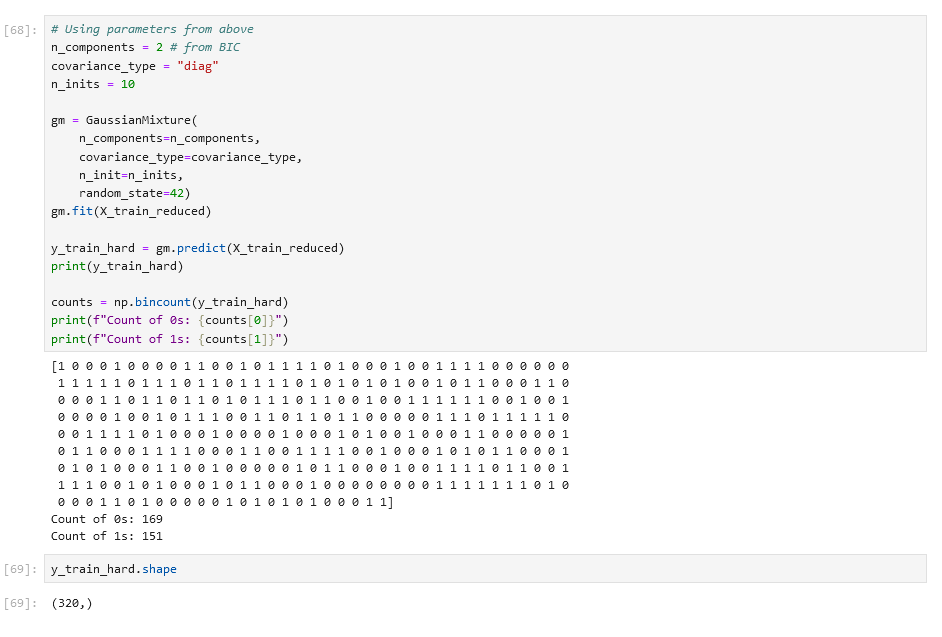 [68]:
# Using parameters from above
n_components = 2 # from BIC
covariance_type = "diag"
n_inits = 10
gm = GaussianMixture(
n_components=n_components,
covariance_type=covariance_type,
n_init=n_inits,
random_state=42)
gm.fit(X_train_reduced)
y_train_hard = gm.predict(X_train_reduced)
print(y_train_hard)
counts = np.bincount(y_train_hard)
print(f"Count of 0s: {counts[0]}")
print(f"Count of 1s: {counts[1]}")
[1 0 0 0 1 0 0 0 0 1 1 0 0 1 0 1 1 1 1 0 1 0 0 0 1 0 0 1 1 1 1 0 0 0 0 0 0
1 1 1 1 1 0 1 1 1 0 1 1 0 1 1 1 1 0 1 0 1 0 1 0 1 1 0 1 1 0 0 0 1 1 0
0 0 0 1 1 0 1 1 0 1 1 0 1 0 1 1 1 0 1 1 0 0 1 0 0 1 1 1 1 1 1 0 0 1 0 0 1
0 0 0 0 1 0 0 1 0 1 1 1 0 0 1 1 0 1 1 0 1 1 0 0 0 0 0 1 1 1 0 1 1 1 1 1 0
0 0 1 1 1 1 0 1 0 0 0 1 0 0 0 0 1 0 0 0 1 0 1 0 0 1 0 0 0 1 1 0 0 0 0 0 1
0 1 1 0 0 0 1 1 1 1 0 0 0 1 1 0 0 1 1 1 1 0 0 1 0 0 0 1 0 1 0 1 1 0 0 0 1
0 1 0 1 0 0 0 1 1 0 0 1 0 0 0 0 0 1 0 1 1 0 0 0 1 0 0 1 1 1 1 0 1 1 0 0 1
1 1 1 0 0 1 0 1 0 0 0 1 0 1 1 0 0 0 1 0 0 0 0 0 0 0 0 1 1 1 1 1 1 1 0 1 0
0 0 0 1 1 0 1 0 0 0 0 0 1 0 1 0 1 0 1 0 0 0 1 1]
Count of 0s: 169
Count of 1s: 151
[69]:
y_train_hard.shape
[69]:
(320,)